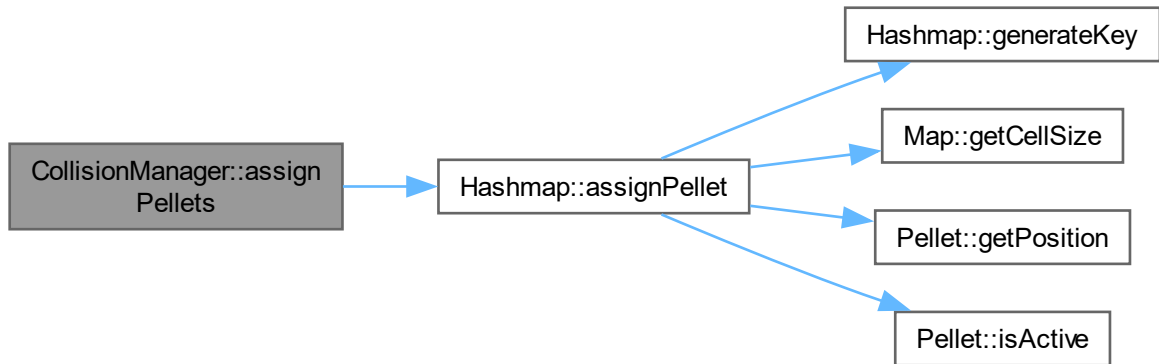 CollisionManager::assign
Pellets
Hashmap::assignPellet
Hashmap::generateKey
Map::getCellSize
Pellet::getPosition
Pellet::isActive